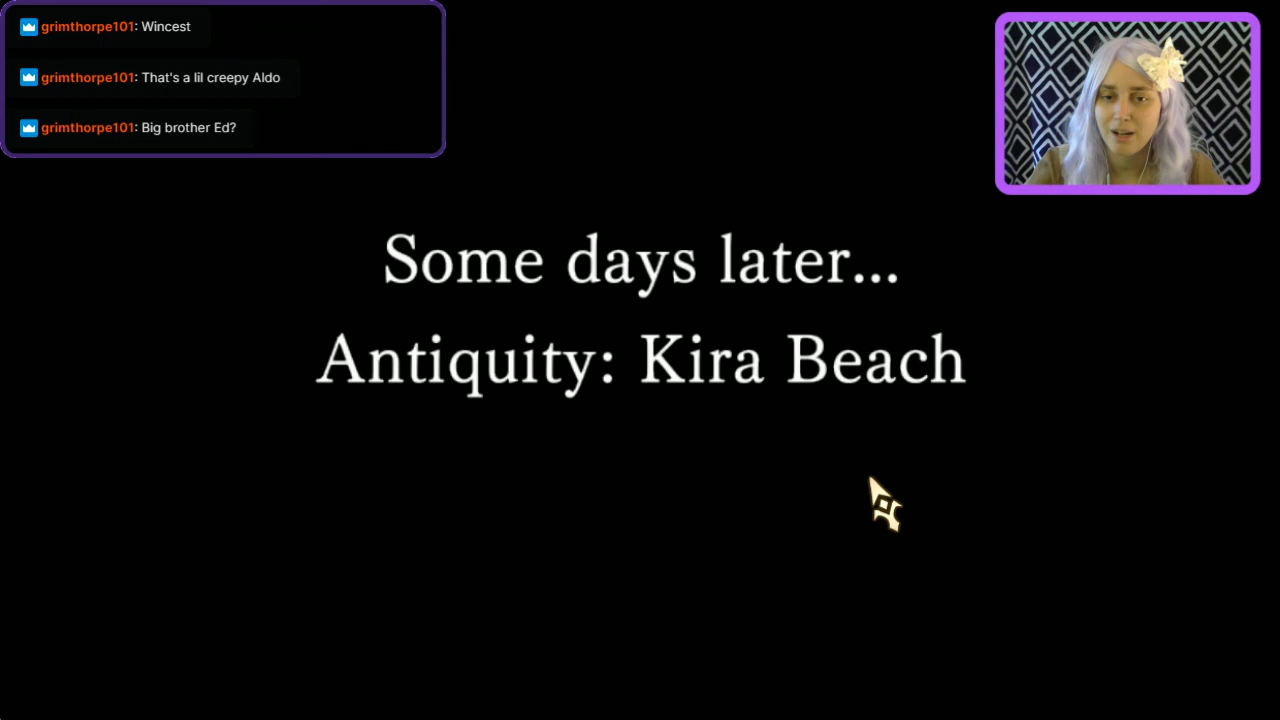 grimthorpe101: Wincest
grimthorpe101: That's a lil creepy Aldo
grimthorpe101: Big brother Ed?
Some days later...
Antiquity: Kira Beach